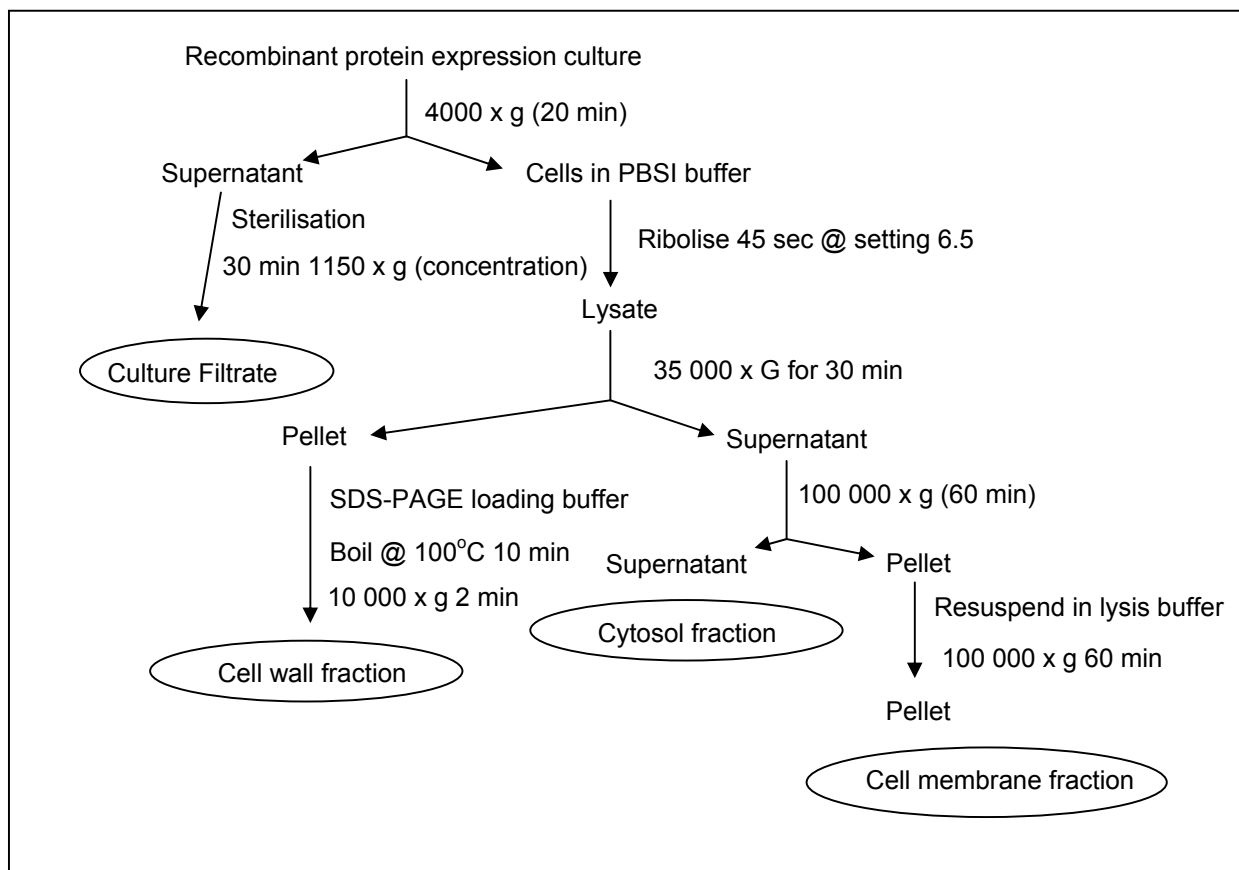 Recombinant protein expression culture
4000 x g (20 min)
Supernatant
Cells in PBSI buffer
Sterilisation
30 min 1150 x g (concentration)
Ribolise 45 sec @ setting 6.5
Lysate
Culture Filtrate
35 000 x G for 30 min
Pellet
Supernatant
SDS-PAGE loading buffer
Boil @ 100°C 10 min
10 000 x g 2 min
100 000 x g (60 min)
Supernatant
Pellet
Cytosol fraction
Resuspend in lysis buffer
100 000 x g 60 min
Cell wall fraction
Pellet
Cell membrane fraction